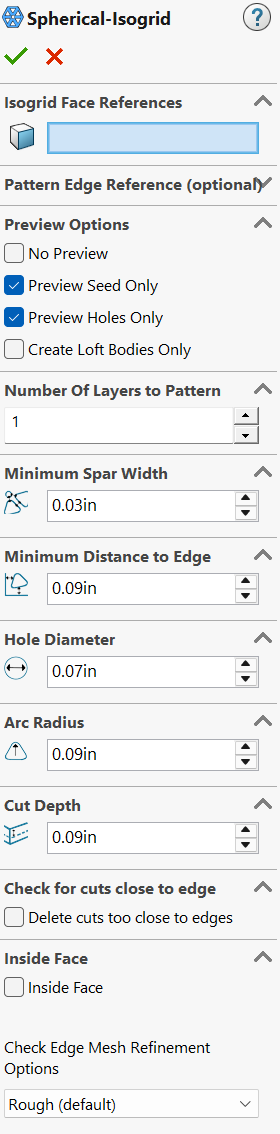 Spherical-Isogrid
?
Isogrid Face References
Pattern Edge Reference (optional)
Preview Options
No Preview
Preview Seed Only
Preview Holes Only
Create Loft Bodies Only
Number Of Layers to Pattern
1
Minimum Spar Width
0.03in
Minimum Distance to Edge
0.09in
Hole Diameter
0.07in
Arc Radius
0.09in
Cut Depth
0.09in
Check for cuts close to edge
Delete cuts too close to edges
Inside Face
Inside Face
Check Edge Mesh Refinement
Options
Rough (default)